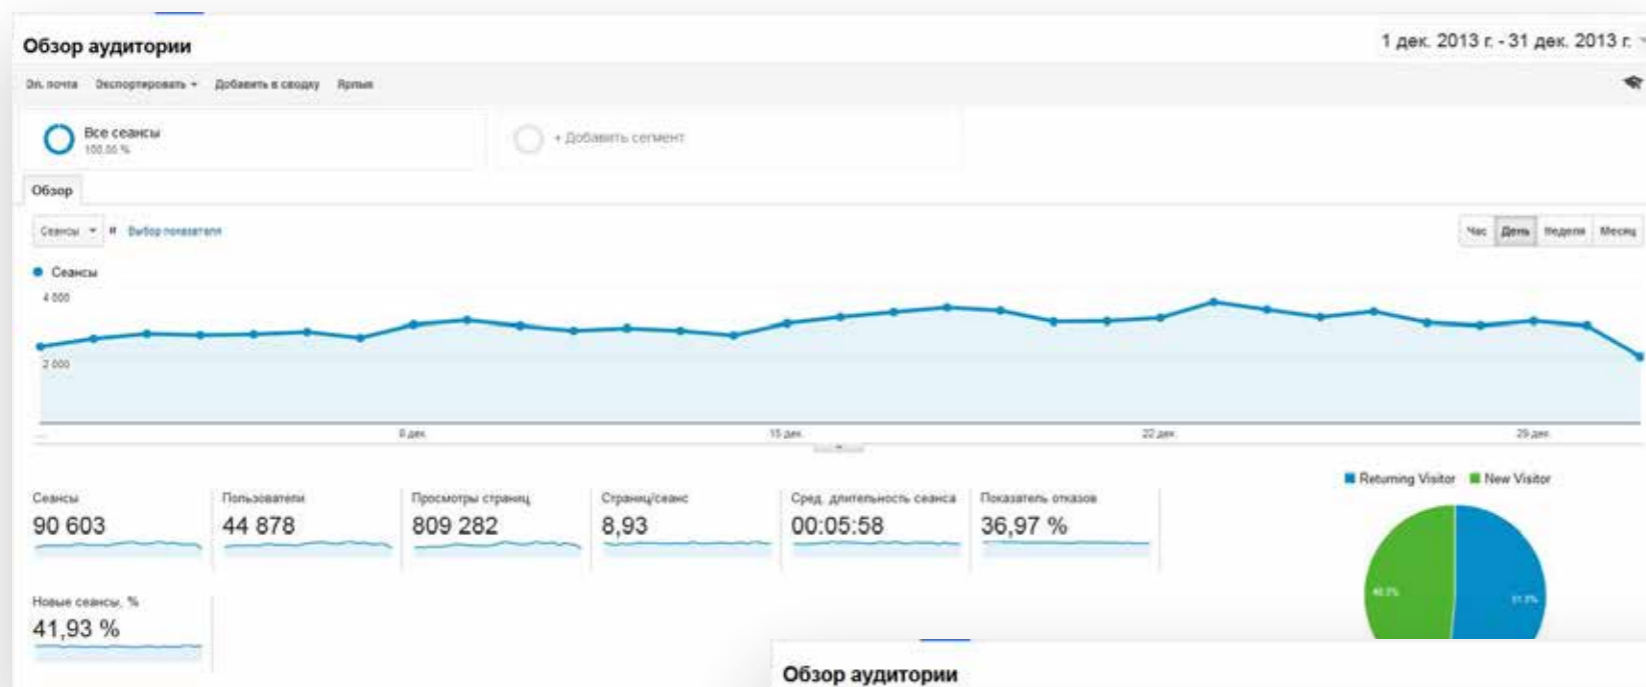 Обзор аудитории
1 дек. 2013 г. - 31 дек. 2013 г.
Эл. почта Экспортировать Добавить в сводку Ярлык
Все сеансы
100,00 %
+ Добавить сегмент
Обзор
Сеансы и Выбор показателя
Час День Неделя Месяц
Сеансы
4 000
2 000
... 8 дек. 15 дек. 22 дек. 29 дек.
Returning Visitor New Visitor
Сеансы Пользователи Просмотры страниц Страниц/сеанс Сред. длительность сеанса Показатель отказов
90 603 44 878 809 282 8,93 00:05:58 36,97 %
Новые сеансы, %
41,93 %
Обзор аудитории